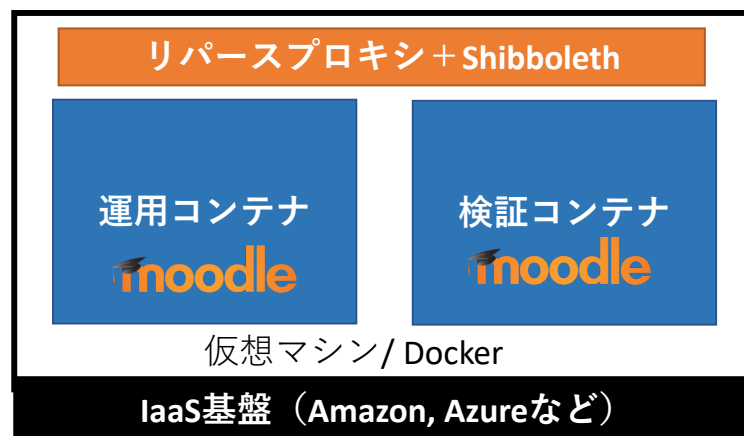 リバースプロキシ＋Shibboleth
運用コンテナ
moodle
検証コンテナ
moodle
仮想マシン/ Docker
IaaS基盤（Amazon, Azureなど）